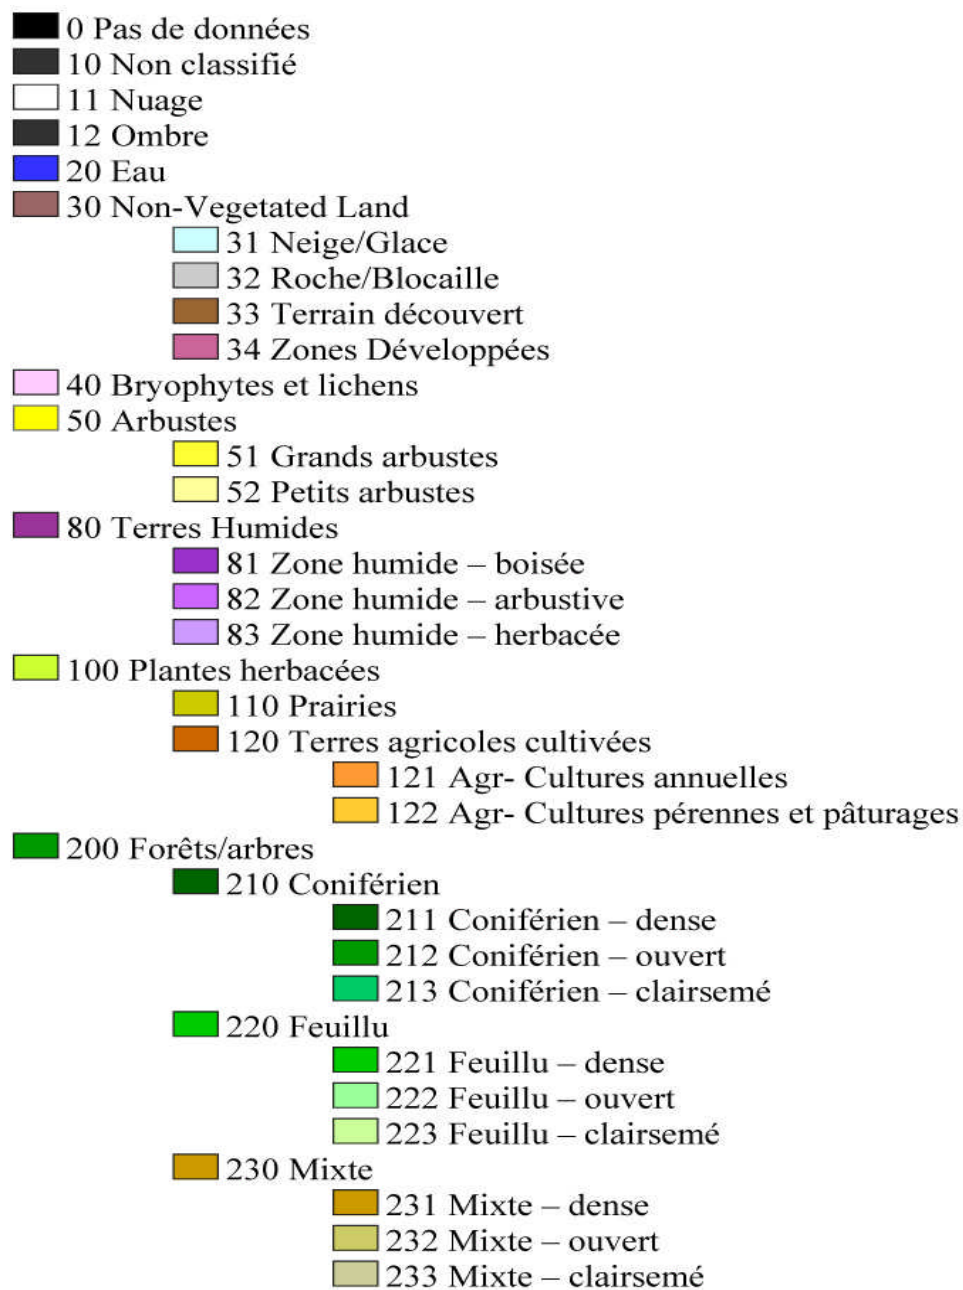 0 Pas de données
10 Non classifié
11 Nuage
12 Ombre
20 Eau
30 Non-Vegetated Land
31 Neige/Glace
32 Roche/Blocaille
33 Terrain découvert
34 Zones Développées
40 Bryophytes et lichens
50 Arbustes
51 Grands arbustes
52 Petits arbustes
80 Terres Humides
81 Zone humide – boisée
82 Zone humide – arbustive
83 Zone humide – herbacée
100 Plantes herbacées
110 Prairies
120 Terres agricoles cultivées
121 Agr- Cultures annuelles
122 Agr- Cultures pérennes et pâturages
200 Forêts/arbres
210 Coniférien
211 Coniférien – dense
212 Coniférien – ouvert
213 Coniférien – clairsemé
220 Feuillu
221 Feuillu – dense
222 Feuillu – ouvert
223 Feuillu – clairsemé
230 Mixte
231 Mixte – dense
232 Mixte – ouvert
233 Mixte – clairsemé